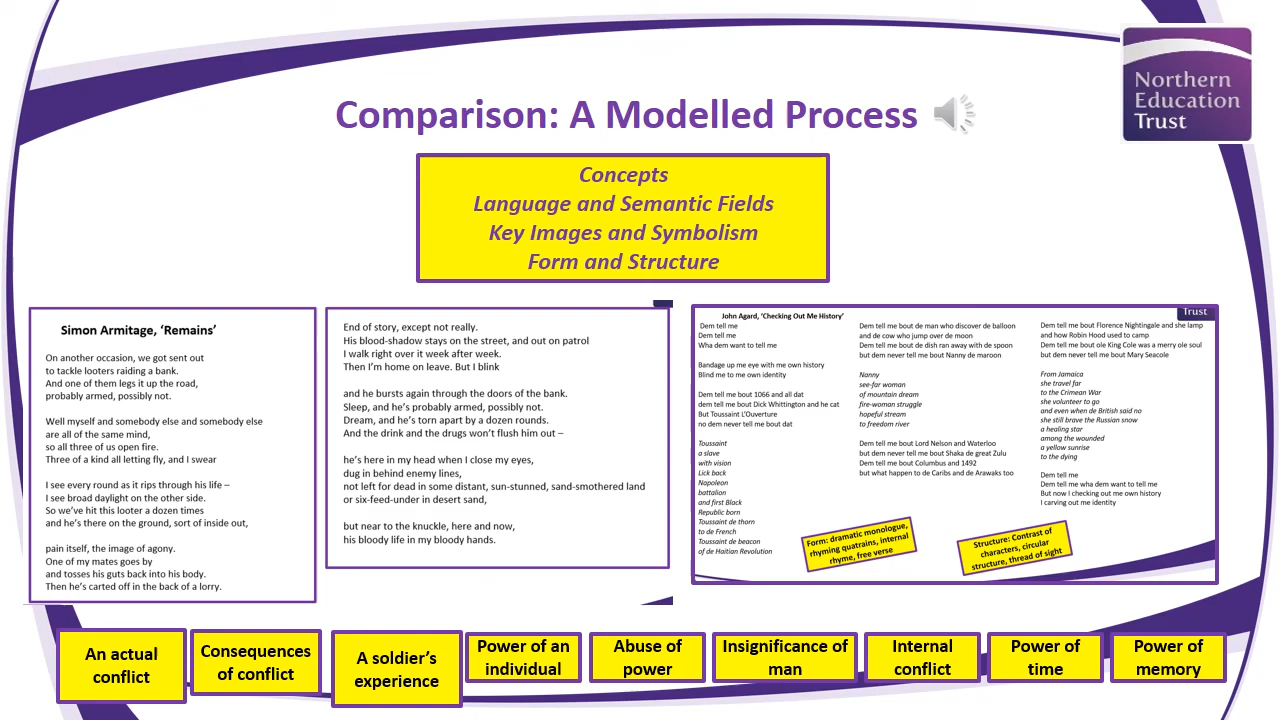 Northern
Education
Trust
Comparison: A Modelled Process
Concepts
Language and Semantic Fields
Key Images and Symbolism
Form and Structure
Simon Armitage, ‘Remains’
On another occasion, we got sent out
to tackle looters raiding a bank.
And one of them legs it up the road,
probably armed, possibly not.
Well myself and somebody else and somebody else
are all of the same mind,
so all three of us open fire.
Three of a kind all letting fly, and I swear
I see every round as it rips through his life –
I see broad daylight on the other side.
So we’ve hit this looter a dozen times
and he’s there on the ground, sort of inside out,
pain itself, the image of agony.
One of my mates goes by
and tosses his guts back into his body.
Then he’s carted off in the back of a lorry.
End of story, except not really.
His blood-shadow stays on the street, and out on patrol
I walk right over it week after week.
Then I’m home on leave. But I blink
and he bursts again through the doors of the bank.
Sleep, and he’s probably armed, possibly not.
Dream, and he’s torn apart by a dozen rounds.
And the drink and the drugs won’t flush him out –
he’s here in my head when I close my eyes,
dug in behind enemy lines,
not left for dead in some distant, sun-stunned, sand-smothered land
or six-feed-under in desert sand,
but near to the knuckle, here and now,
his bloody life in my bloody hands.
Trust
John Agard, ‘Checking Out Me History’
Dem tell me
Dem tell me
Wha dem want to tell me
Bandage up me eye with me own history
Blind me to me own identity
Dem tell me bout 1066 and all dat
dem tell me bout Dick Whittington and he cat
But Toussaint L’Ouverture
no dem never tell me bout dat
Toussaint
a slave
with vision
Lick back
Napoleon
battalion
and first Black
Republic born
Toussaint de thorn
to de French
Toussaint de beacon
of de Haitian Revolution
Dem tell me bout de man who discover de balloon
and de cow who jump over de moon
Dem tell me bout de dish ran away with de spoon
but dem never tell me bout Nanny de maroon
Nanny
see-far woman
of mountain dream
fire-woman struggle
hopeful stream
to freedom river
Dem tell me bout Lord Nelson and Waterloo
but dem never tell me bout Shaka de great Zulu
Dem tell me bout Columbus and 1492
but what happen to de Caribs and de Arawaks too
Dem tell me bout Florence Nightingale and she lamp
and how Robin Hood used to camp
Dem tell me bout ole King Cole was a merry ole soul
but dem never tell me bout Mary Seacole
From Jamaica
she travel far
to the Crimean War
she volunteer to go
and even when de British said no
she still brave the Russian snow
a healing star
among the wounded
a yellow sunrise
to the dying
Dem tell me
Dem tell me wha dem want to tell me
But now I checking out me own history
I carving out me identity
Form: dramatic monologue,
rhyming quatrains, internal
rhyme, free verse
Structure: Contrast of
characters, circular
structure, thread of sight
An actual
conflict
Consequences
of conflict
A soldier’s
experience
Power of an
individual
Abuse of
power
Insignificance of
man
Internal
conflict
Power of
time
Power of
memory